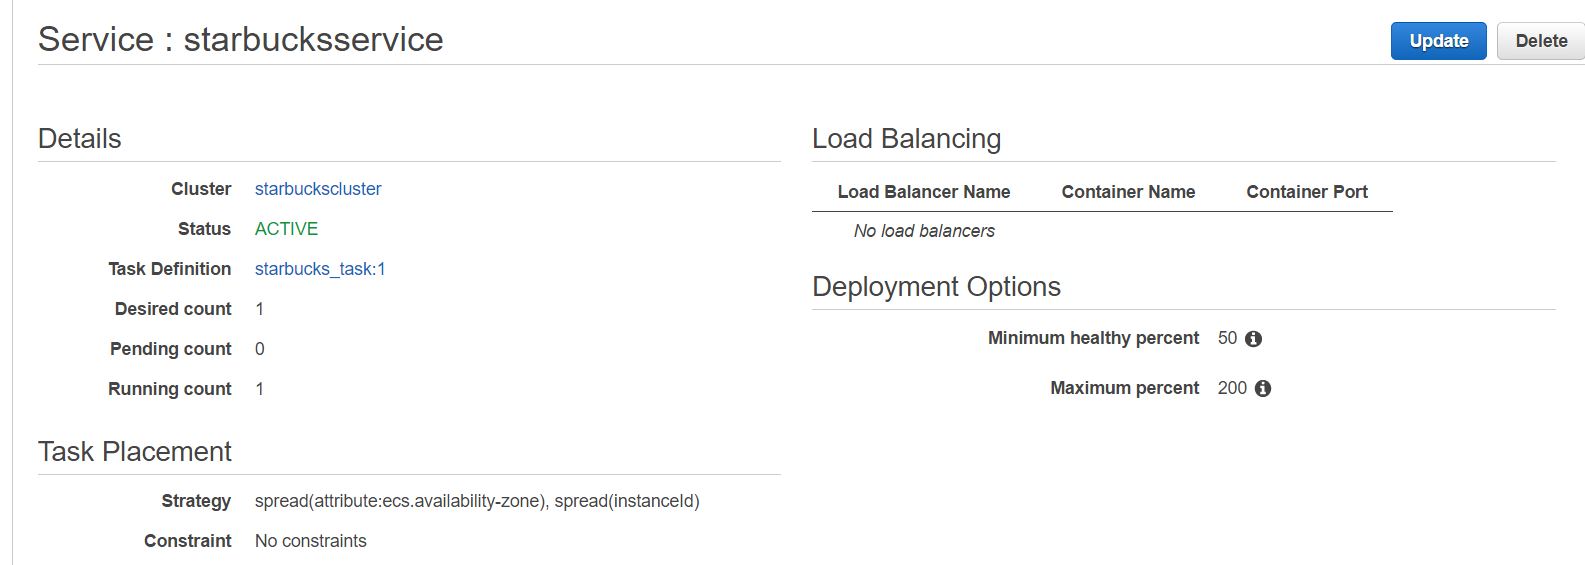 Service : starbucksservice
Update
Delete
Details
Cluster starbuckscluster
Status ACTIVE
Task Definition starbucks_task:1
Desired count 1
Pending count 0
Running count 1
Task Placement
Strategy spread(attribute:ecs.availability-zone), spread(instanceId)
Constraint No constraints
Load Balancing
Load Balancer Name Container Name Container Port
No load balancers
Deployment Options
Minimum healthy percent 50
Maximum percent 200